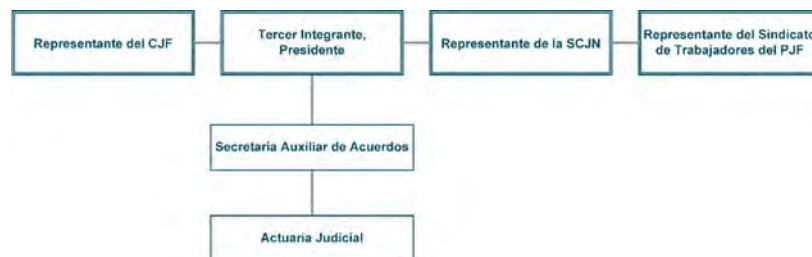 Representante del CJF
Tercer Integrante,
Presidente
Representante de la SCJN
Representante del Sindicato
de Trabajadores del PJF
Secretaria Auxiliar de Acuerdos
Actuaria Judicial